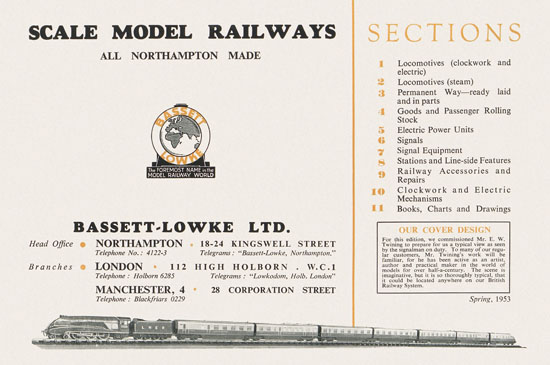 SCALE MODEL RAILWAYS
ALL NORTHAMPTON MADE
BASSETT
LOWKE
The FOREMOST NAME in the
MODEL RAILWAY WORLD
BASSETT-LOWKE LTD.
Head Office • NORTHAMPTON • 18-24 KINGSWELL STREET
Telephone No.: 4122-3 Telegrams: "Bassett-Lowke, Northampton,"
Branches • LONDON • 112 HIGH HOLBORN . W.C.1
Telephone: Holborn 6285 Telegrams: "Lowkodom, Holb. London"
MANCHESTER, 4 • 28 CORPORATION STREET
Telephone: Blackfriars 0229
SECTIONS
1 Locomotives (clockwork and
electric)
2 Locomotives (steam)
3 Permanent Way—ready laid
and in parts
4 Goods and Passenger Rolling
Stock
5 Electric Power Units
6 Signals
7 Signal Equipment
8 Stations and Line-side Features
9 Railway Accessories and
Repairs
10 Clockwork and Electric
Mechanisms
11 Books, Charts and Drawings
OUR COVER DESIGN
For this edition, we commissioned Mr. E. W.
Twining to prepare for us a typical view as seen
by the signalman on duty. To many of our regu-
lar customers, Mr. Twining's work will be
familiar, for he has been active as an artist,
author and practical maker in the world of
models for over half-a-century. The scene is
imaginative, but it is so thoroughly typical, that
it could be located anywhere on our British
Railway System.
Spring, 1953